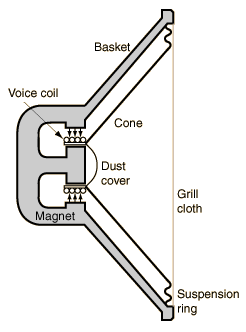 Basket
Voice coil
Cone
Dust
cover
Grill
cloth
Magnet
Suspension
ring